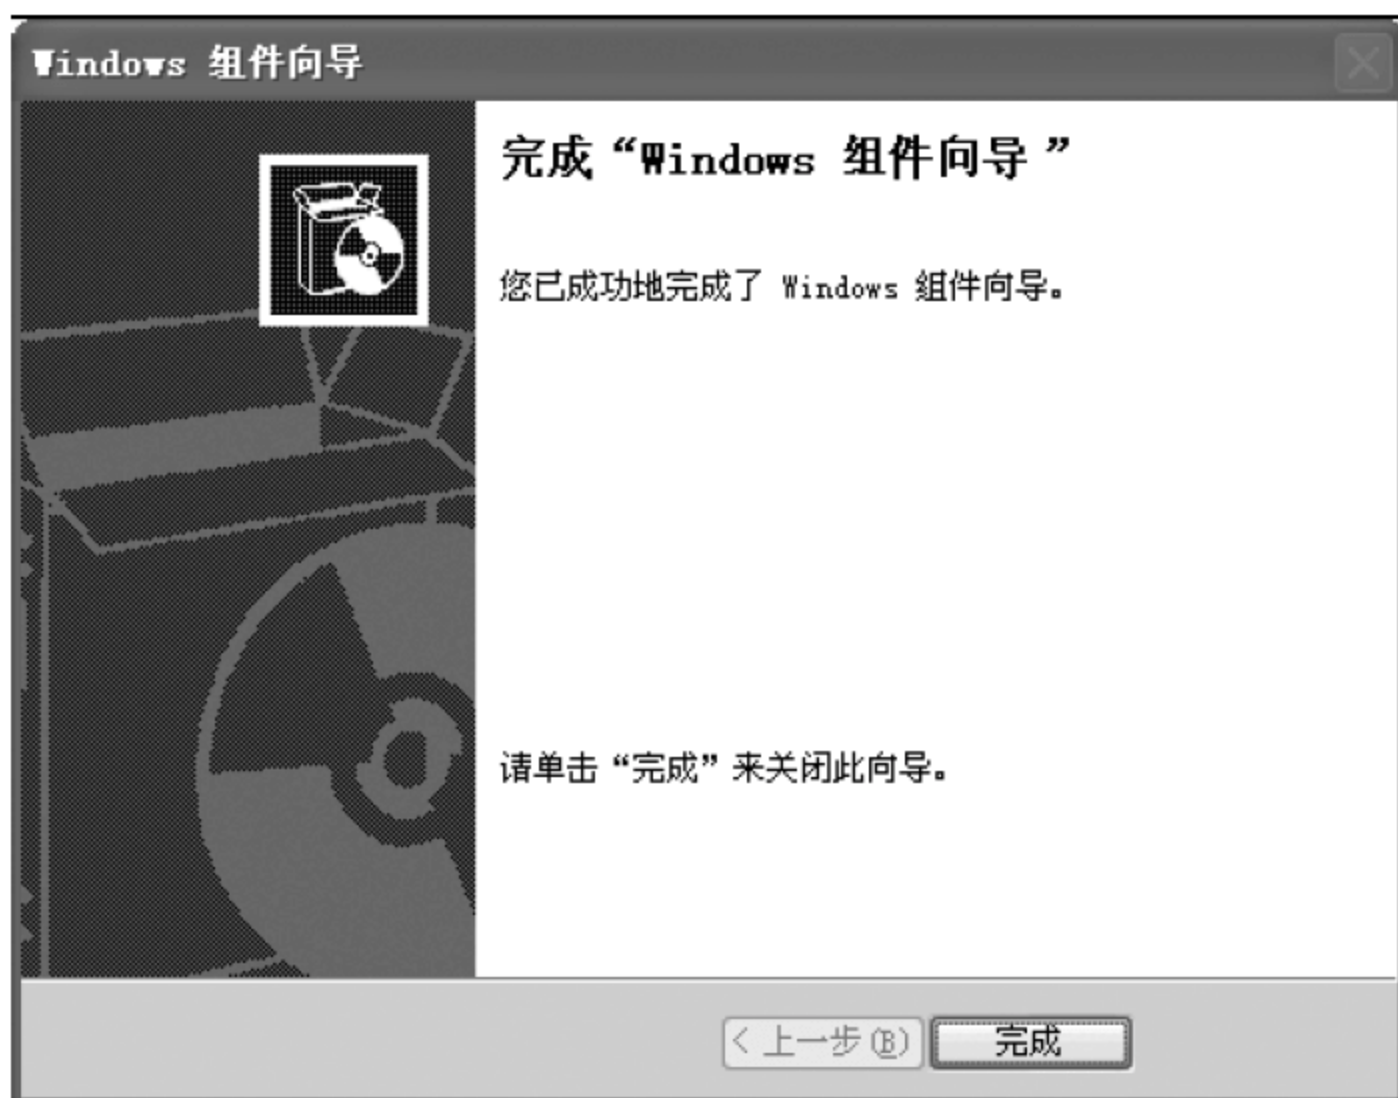 Windows 组件向导
完成“Windows 组件向导”
您已成功地完成了 Windows 组件向导。
请单击“完成”来关闭此向导。
< 上一步(B)
完成